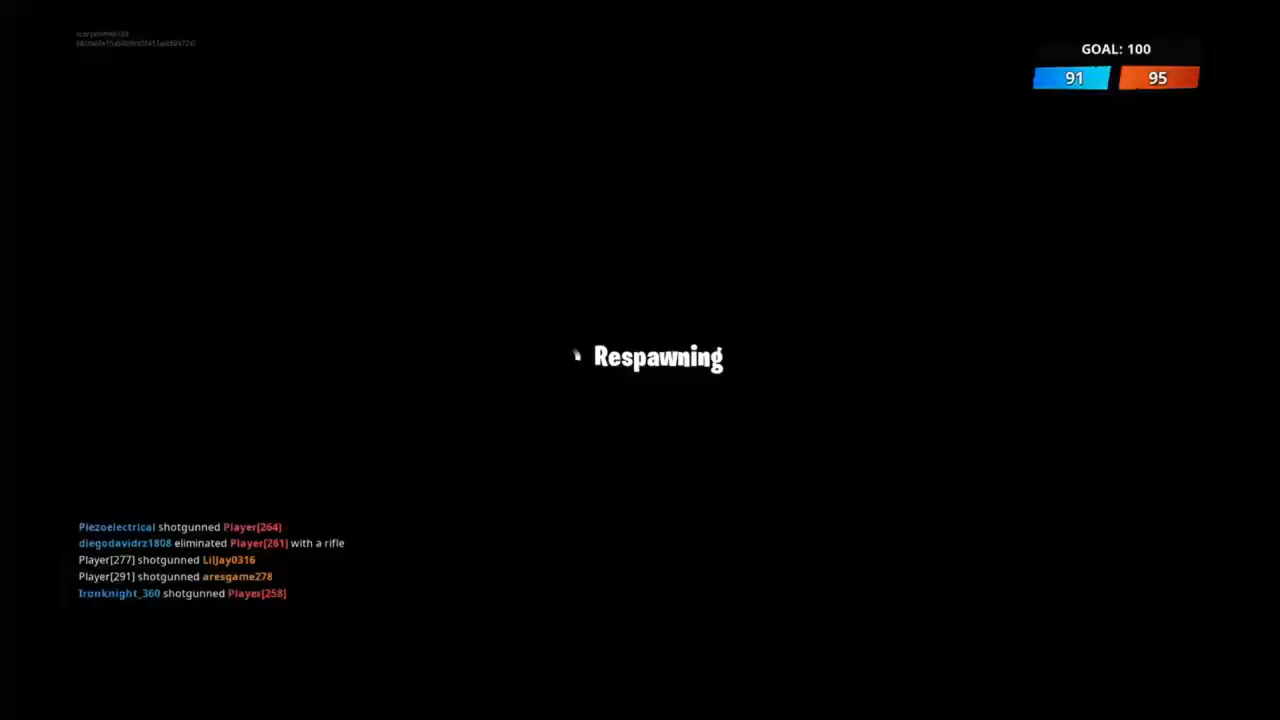 GOAL: 100
91 95
Respawning
Piezoelectrical shotgunned Player[264]
diegodavidrz1808 eliminated Player[261] with a rifle
Player[277] shotgunned LilJay0316
Player[291] shotgunned aresgame278
Ironknight_360 shotgunned Player[258]